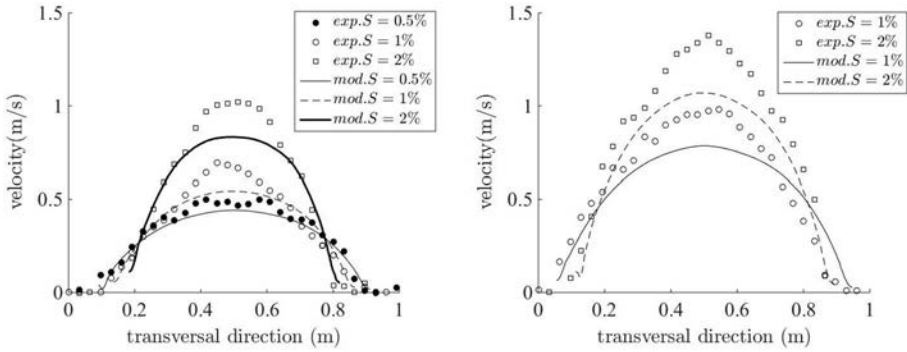 1.5
1
0.5
0
velocity(m/s)
exp.S = 0.5%
exp.S = 1%
exp.S = 2%
mod.S = 0.5%
mod.S = 1%
mod.S = 2%
0 0.2 0.4 0.6 0.8 1
transversal direction (m)
1.5
1
0.5
0
velocity (m/s)
exp.S = 1%
exp.S = 2%
mod.S = 1%
mod.S = 2%
0 0.2 0.4 0.6 0.8 1
transversal direction (m)